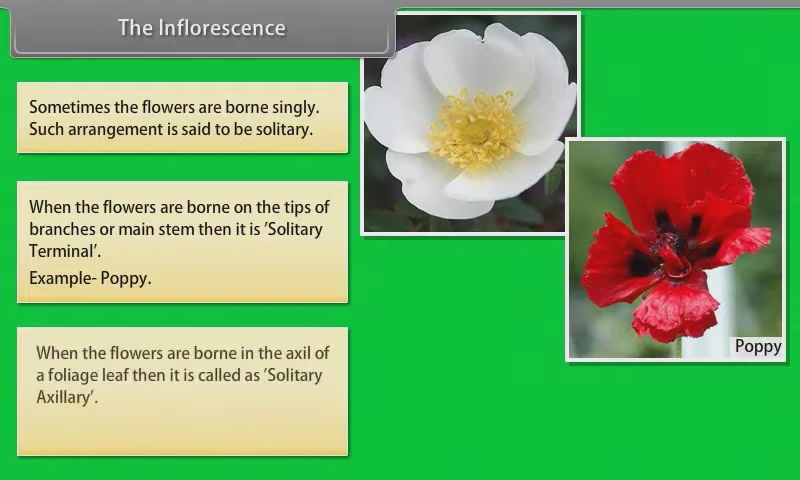 The Inflorescence
Sometimes the flowers are borne singly.
Such arrangement is said to be solitary.
When the flowers are borne on the tips of
branches or main stem then it is ’Solitary
Terminal’.
Example- Poppy.
When the flowers are borne in the axil of
a foliage leaf then it is called as ’Solitary
Axillary’.
Poppy